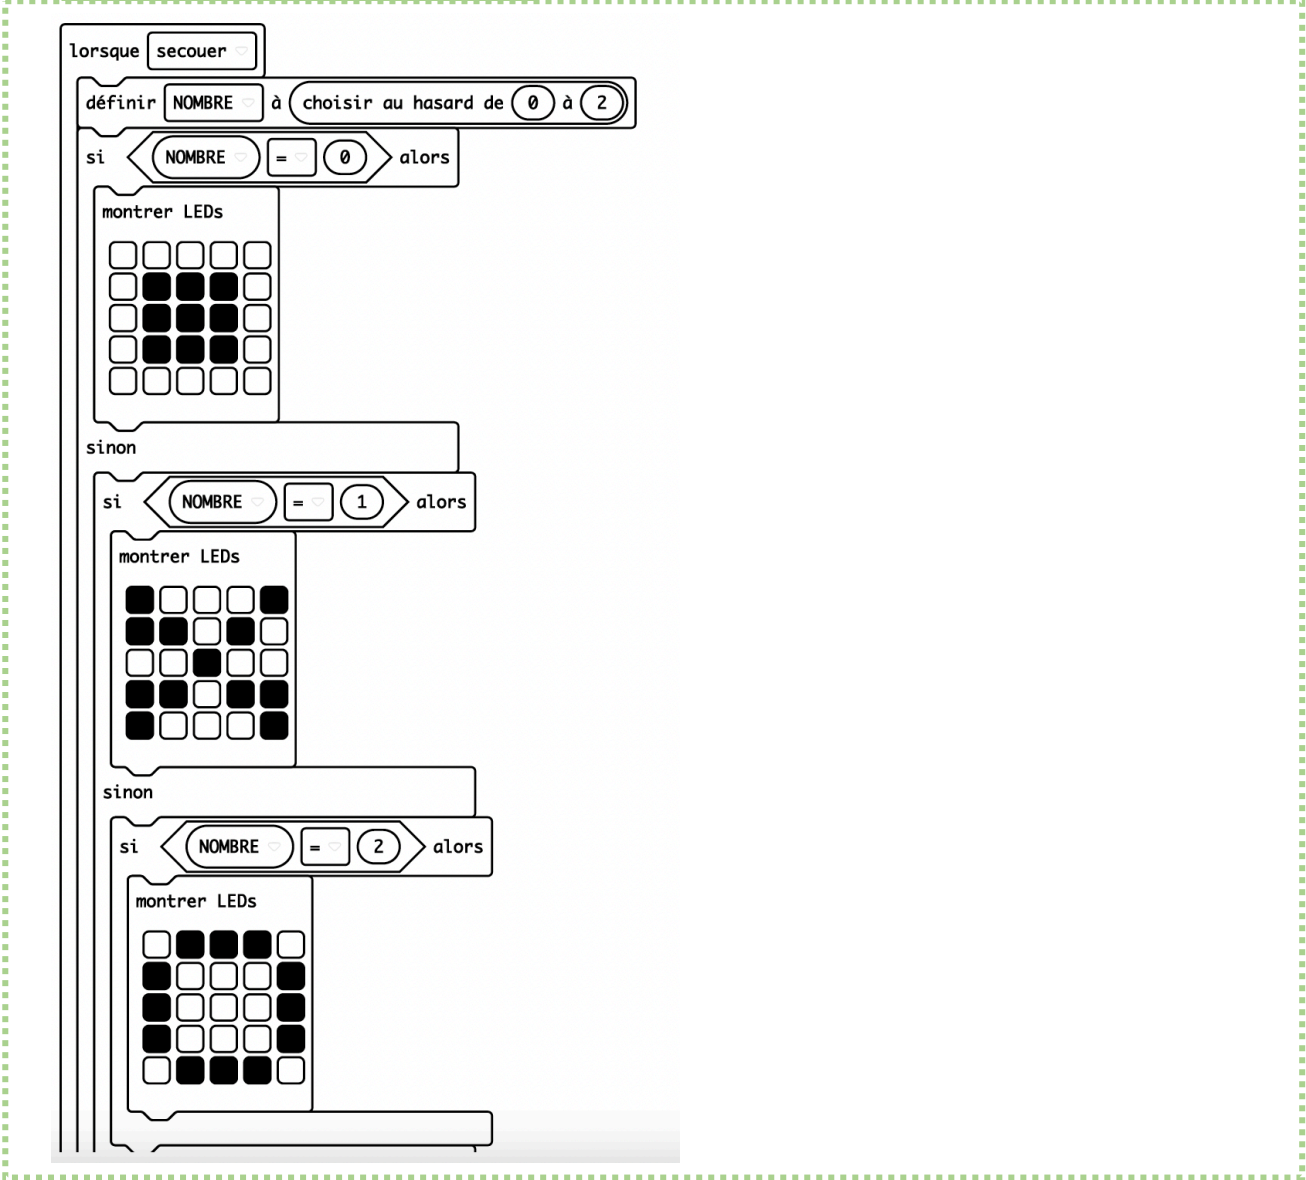 lorsque secouer
définir NOMBRE à choisir au hasard de 0 à 2
si NOMBRE = 0 alors
montrer LEDs
sinon
si NOMBRE = 1 alors
montrer LEDs
sinon
si NOMBRE = 2 alors
montrer LEDs